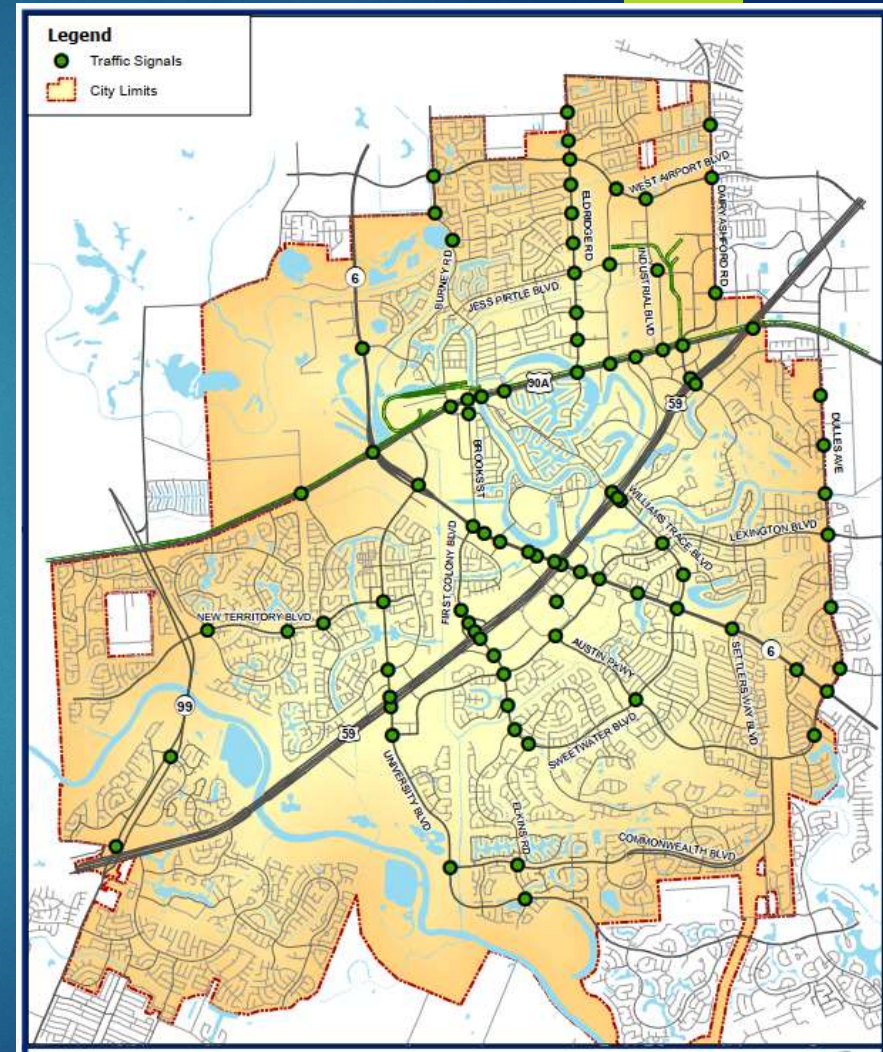 Legend
Traffic Signals
City Limits
WEST AIRPORT BLVD
ELDRIDGE RD
DAIRY ASHFORD RD
BURNEY RD
6
INDUSTRIAL BLVD
JESS PIRTLE BLVD
90A
59
DULLES AVE
BROOKS ST
WILLIAMS TRACE BLVD
LEXINGTON BLVD
FIRST COLONY BLVD
NEW TERRITORY BLVD
AUSTIN PKWY
SETTLERS WAY BLVD
6
99
59
SWEETWATER BLVD
UNIVERSITY BLVD
ELKINS RD
COMMONWEALTH BLVD